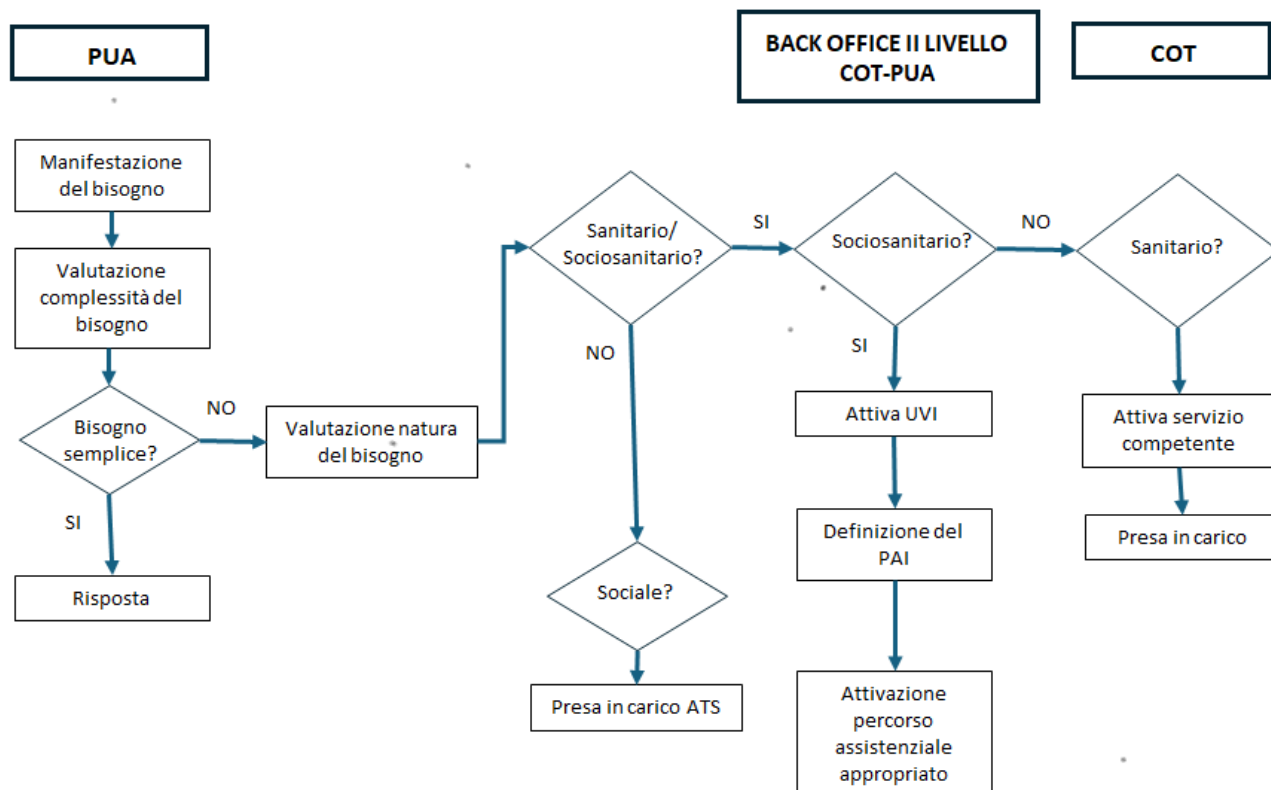 PUA
BACK OFFICE II LIVELLO
COT-PUA
COT
Manifestazione
del bisogno
Valutazione
complessità del
bisogno
Bisogno
semplice?
NO
SI
Risposta
Valutazione natura
del bisogno
Sanitario/
Sociosanitario?
SI
NO
Sociale?
Presa in carico ATS
Sociosanitario?
NO
SI
Attiva UVI
Definizione del
PAI
Attivazione
percorso
assistenziale
appropriato
Sanitario?
Attiva servizio
competente
Presa in carico